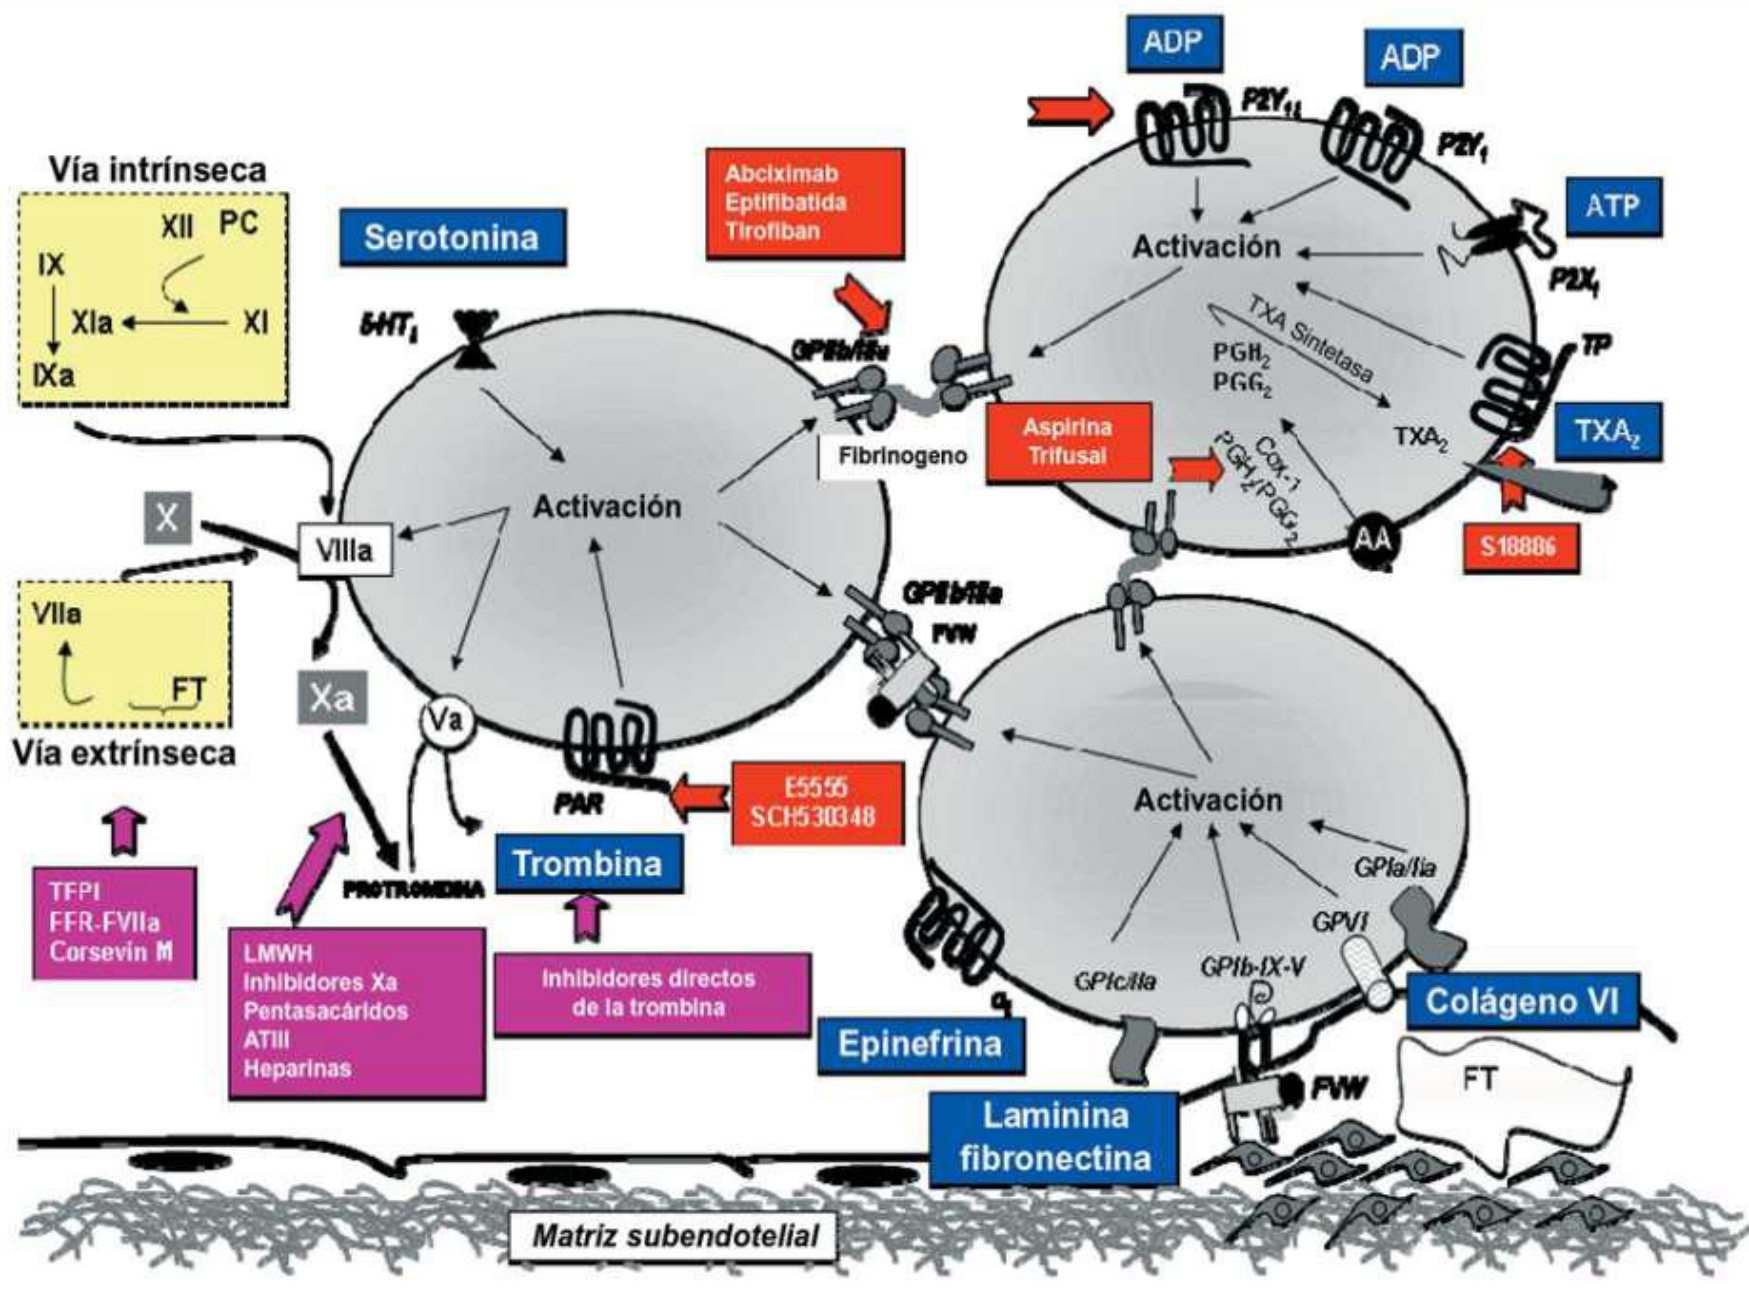 ADP
ADP
P2Y1
ATP
P2X1
Vía intrínseca
XII PC
IX
XIa
XI
IXa
Serotonina
Abciximab
Eptifibatida
Tirofiban
GPIIb/IIIa
Fibrinogeno
Activación
TXA Sintetasa
PGH2
PGG2
TP
TXA2
TXA2
Aspirina
Trifusal
Cox-1
PGH2/PGG2
AA
S18886
Activación
X
VIIIa
VIIa
FT
Vía extrínseca
Xa
Va
GPIIb/IIIa
FVW
PAR
E5555
SCH530348
Trombina
PROTROMBINA
TFPI
FFR-FVIIa
Corsevin M
LMWH
Inhibidores Xa
Pentasacáridos
ATIII
Heparinas
Inhibidores directos
de la trombina
Activación
GPIa/IIa
GPVI
GPIb-IX-V
GPIc/IIa
Epinefrina
Colágeno VI
FT
FVW
Laminina
fibronectina
Matriz subendotelial